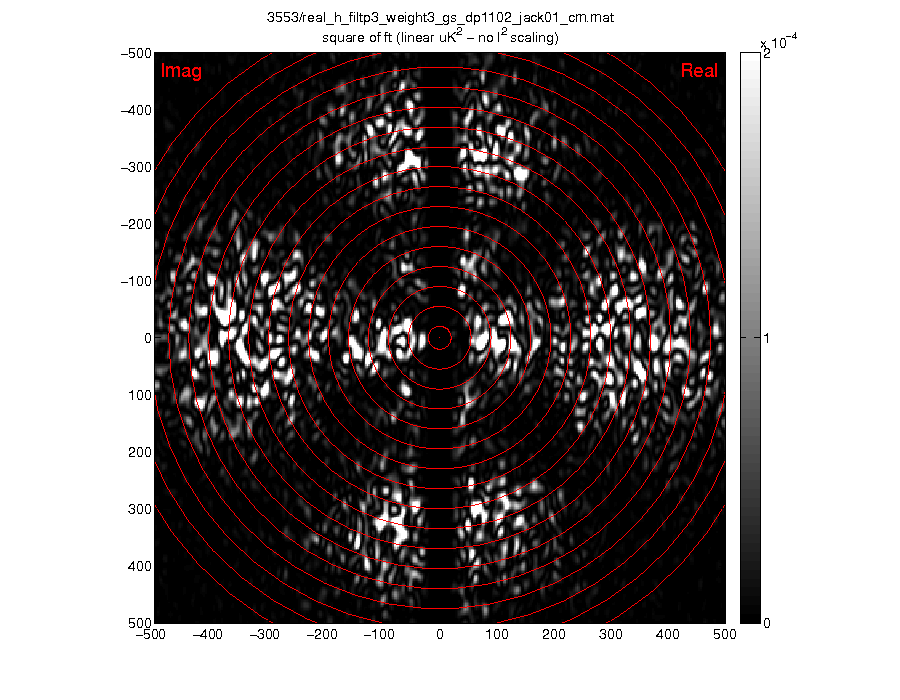 3553/real_h_filtp3_weight3_gs_dp1102_jack01_cm.mat
square of ft (linear uK² − no l² scaling)
x 10⁻⁴
Imag
Real
−500
−400
−300
−200
−100
0
100
200
300
400
500
−500 −400 −300 −200 −100 0 100 200 300 400 500
2
1
0